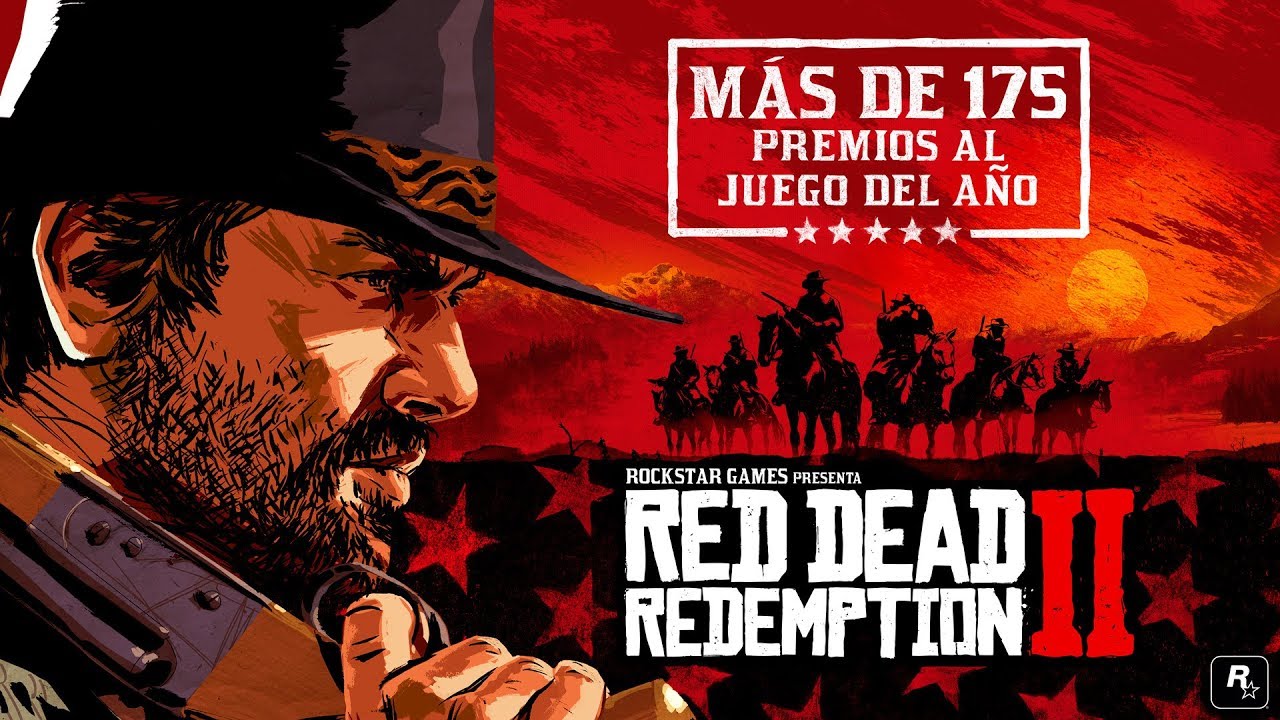 MÁS DE 175
PREMIOS AL
JUEGO DEL AÑO
ROCKSTAR GAMES PRESENTA
RED DEAD
REDEMPTION II
R